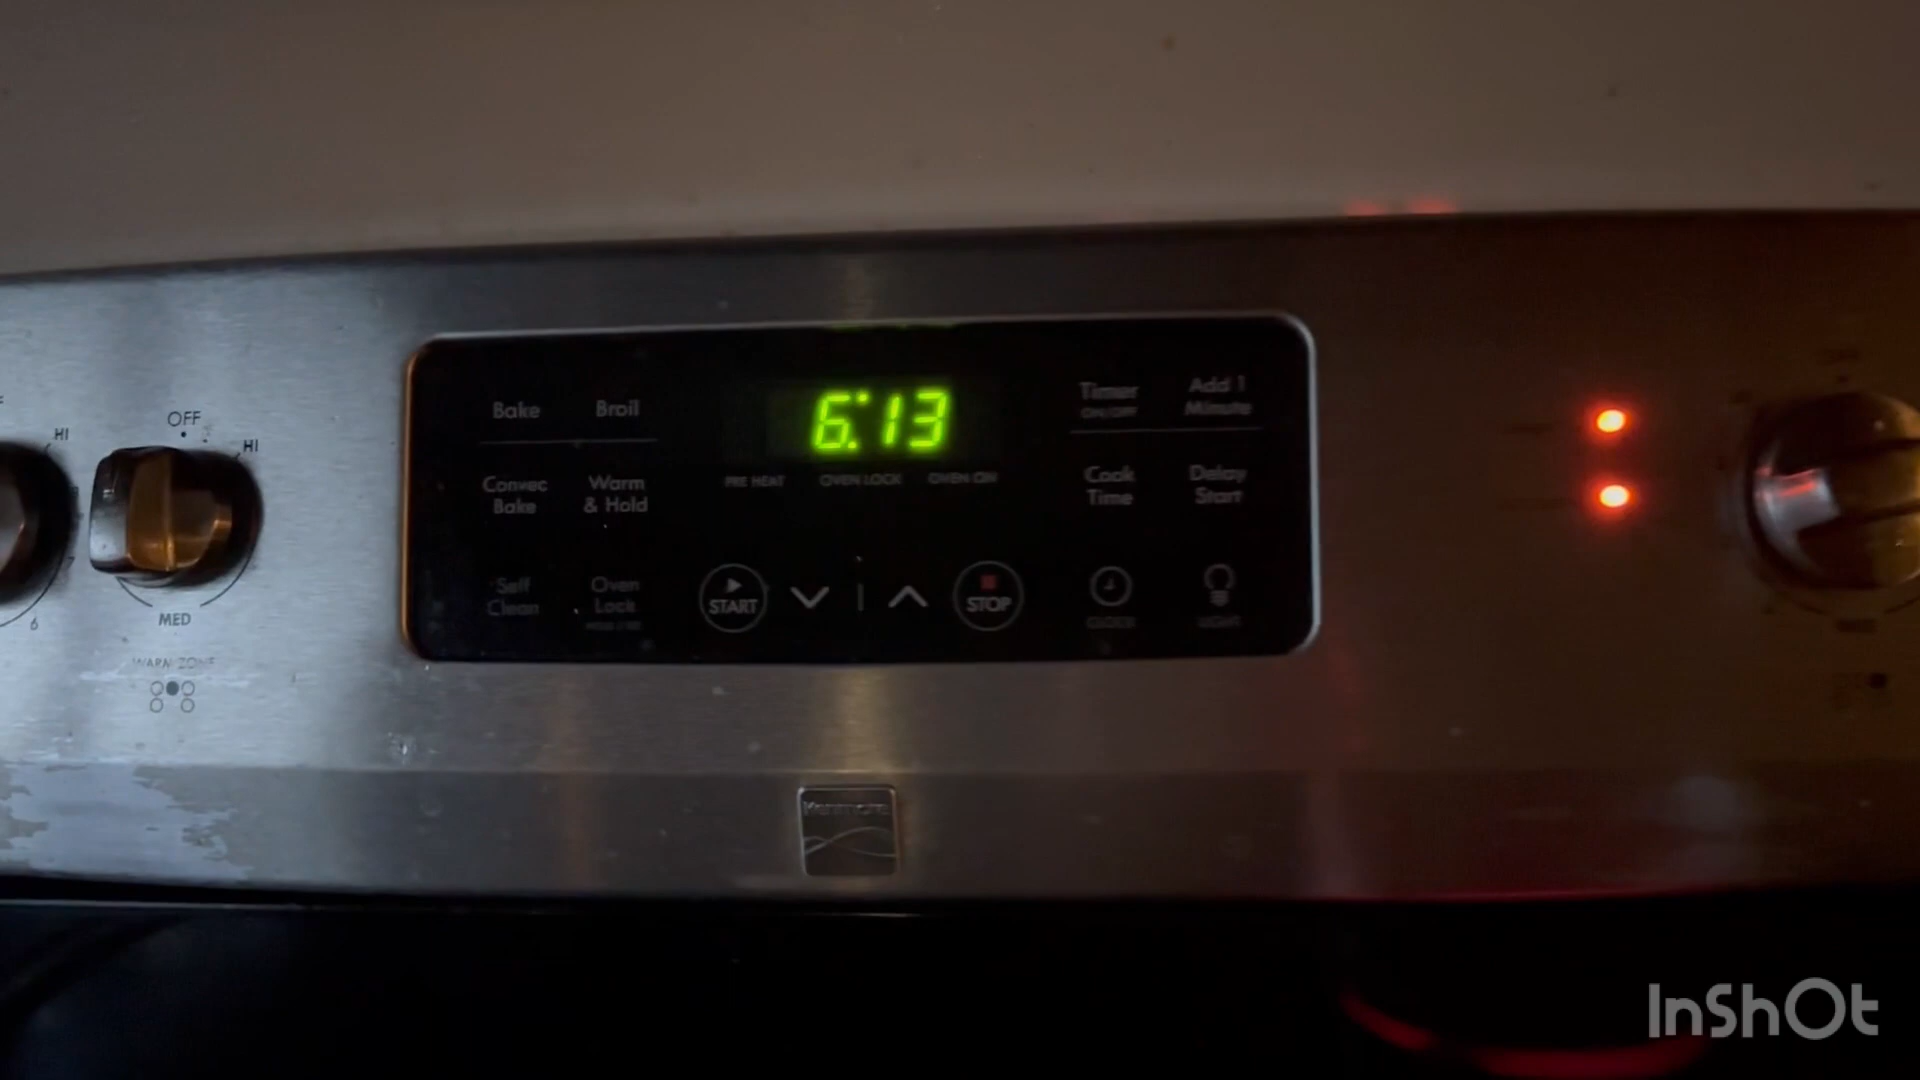 OFF
HI
HI
MED
6
WARM ZONE
Bake
Broil
Convec
Bake
Warm
& Hold
Self
Clean
Oven
Lock
6:13
PRE HEAT
OVEN LOCK
OVEN ON
START
STOP
Timer
ON/OFF
Add 1
Minute
Cook
Time
Delay
Start
CLOCK
LIGHT
Kenmore
InShOt